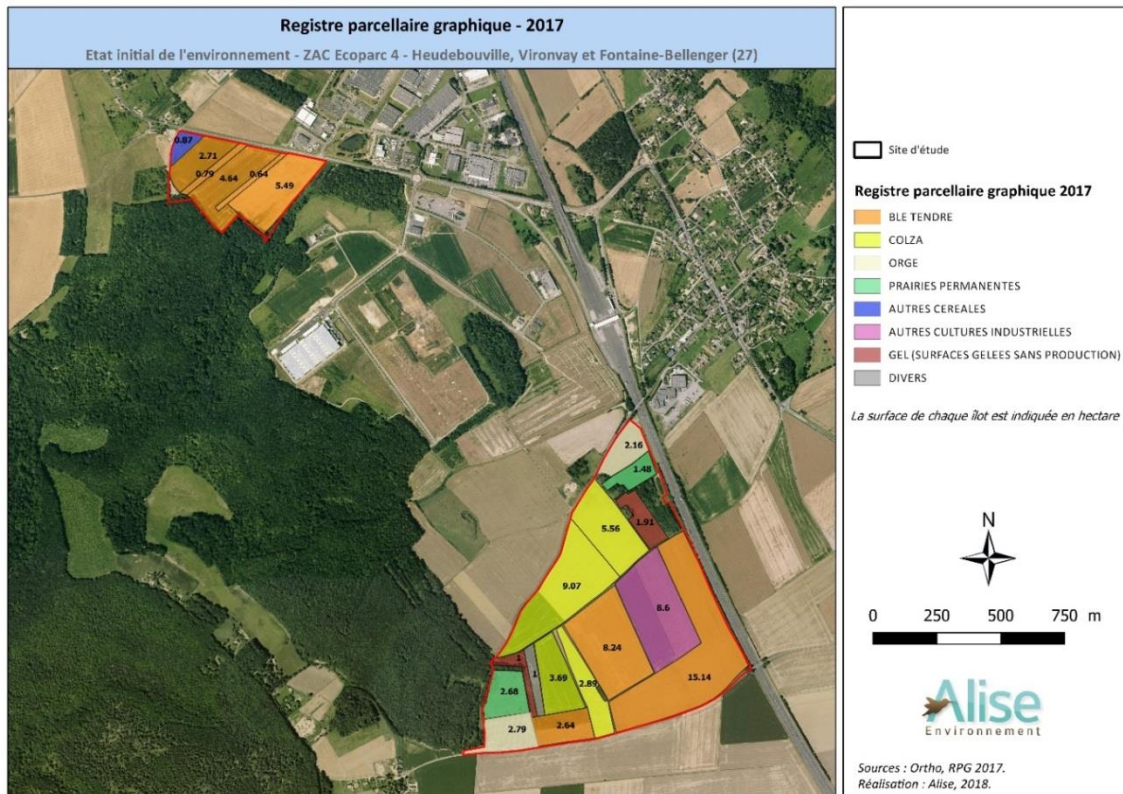 Registre parcellaire graphique - 2017
Etat initial de l'environnement - ZAC Ecoparc 4 - Heudebouville, Vironvay et Fontaine-Bellenger (27)
0.87
2.71
0.79
4.64
0.64
5.49
2.16
1.48
5.56
1.91
9.07
8.6
8.24
15.14
1
1
3.69
2.89
2.68
2.79
2.64
Site d'étude
Registre parcellaire graphique 2017
BLE TENDRE
COLZA
ORGE
PRAIRIES PERMANENTES
AUTRES CEREALES
AUTRES CULTURES INDUSTRIELLES
GEL (SURFACES GELEES SANS PRODUCTION)
DIVERS
La surface de chaque îlot est indiquée en hectare
N
0 250 500 750 m
Alise
Environnement
Sources : Ortho, RPG 2017.
Réalisation : Alise, 2018.